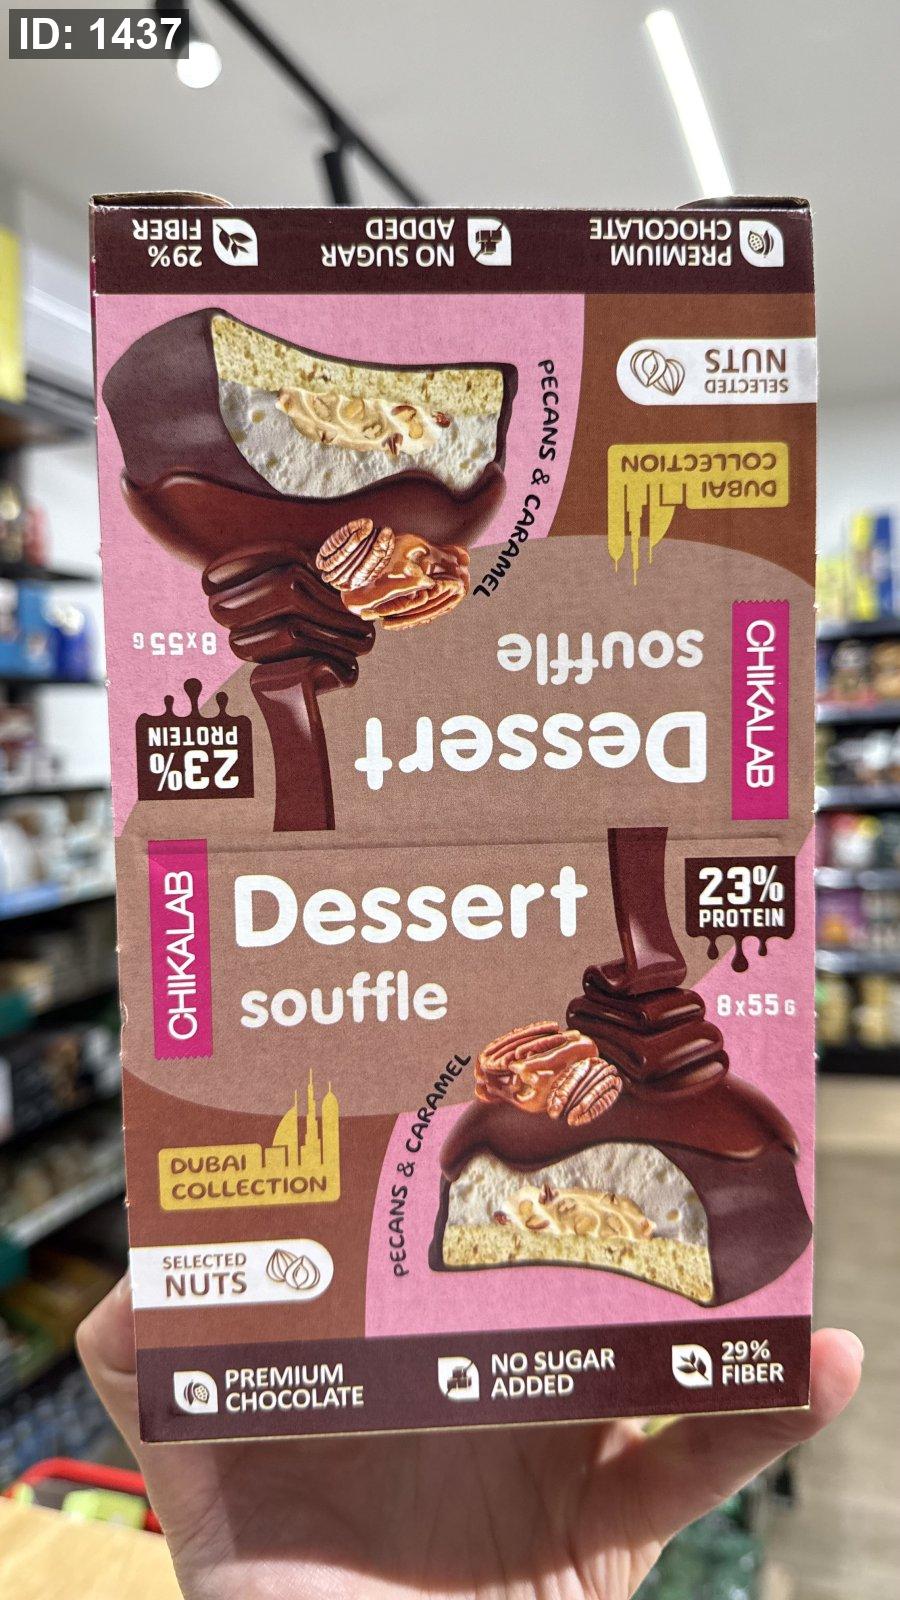 ID: 1437
29%
FIBER
NO SUGAR
ADDED
PREMIUM
CHOCOLATE
SELECTED
NUTS
DUBAI
COLLECTION
PECANS & CARAMEL
8x55 G
23%
PROTEIN
Dessert
souffle
CHIKALAB
CHIKALAB
Dessert
souffle
23%
PROTEIN
8x55 G
PECANS & CARAMEL
DUBAI
COLLECTION
SELECTED
NUTS
PREMIUM
CHOCOLATE
NO SUGAR
ADDED
29%
FIBER